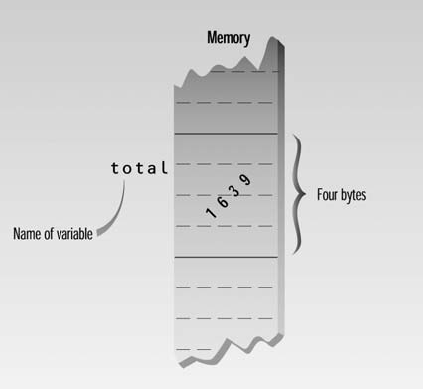 Memory
total
1639
Four bytes
Name of variable